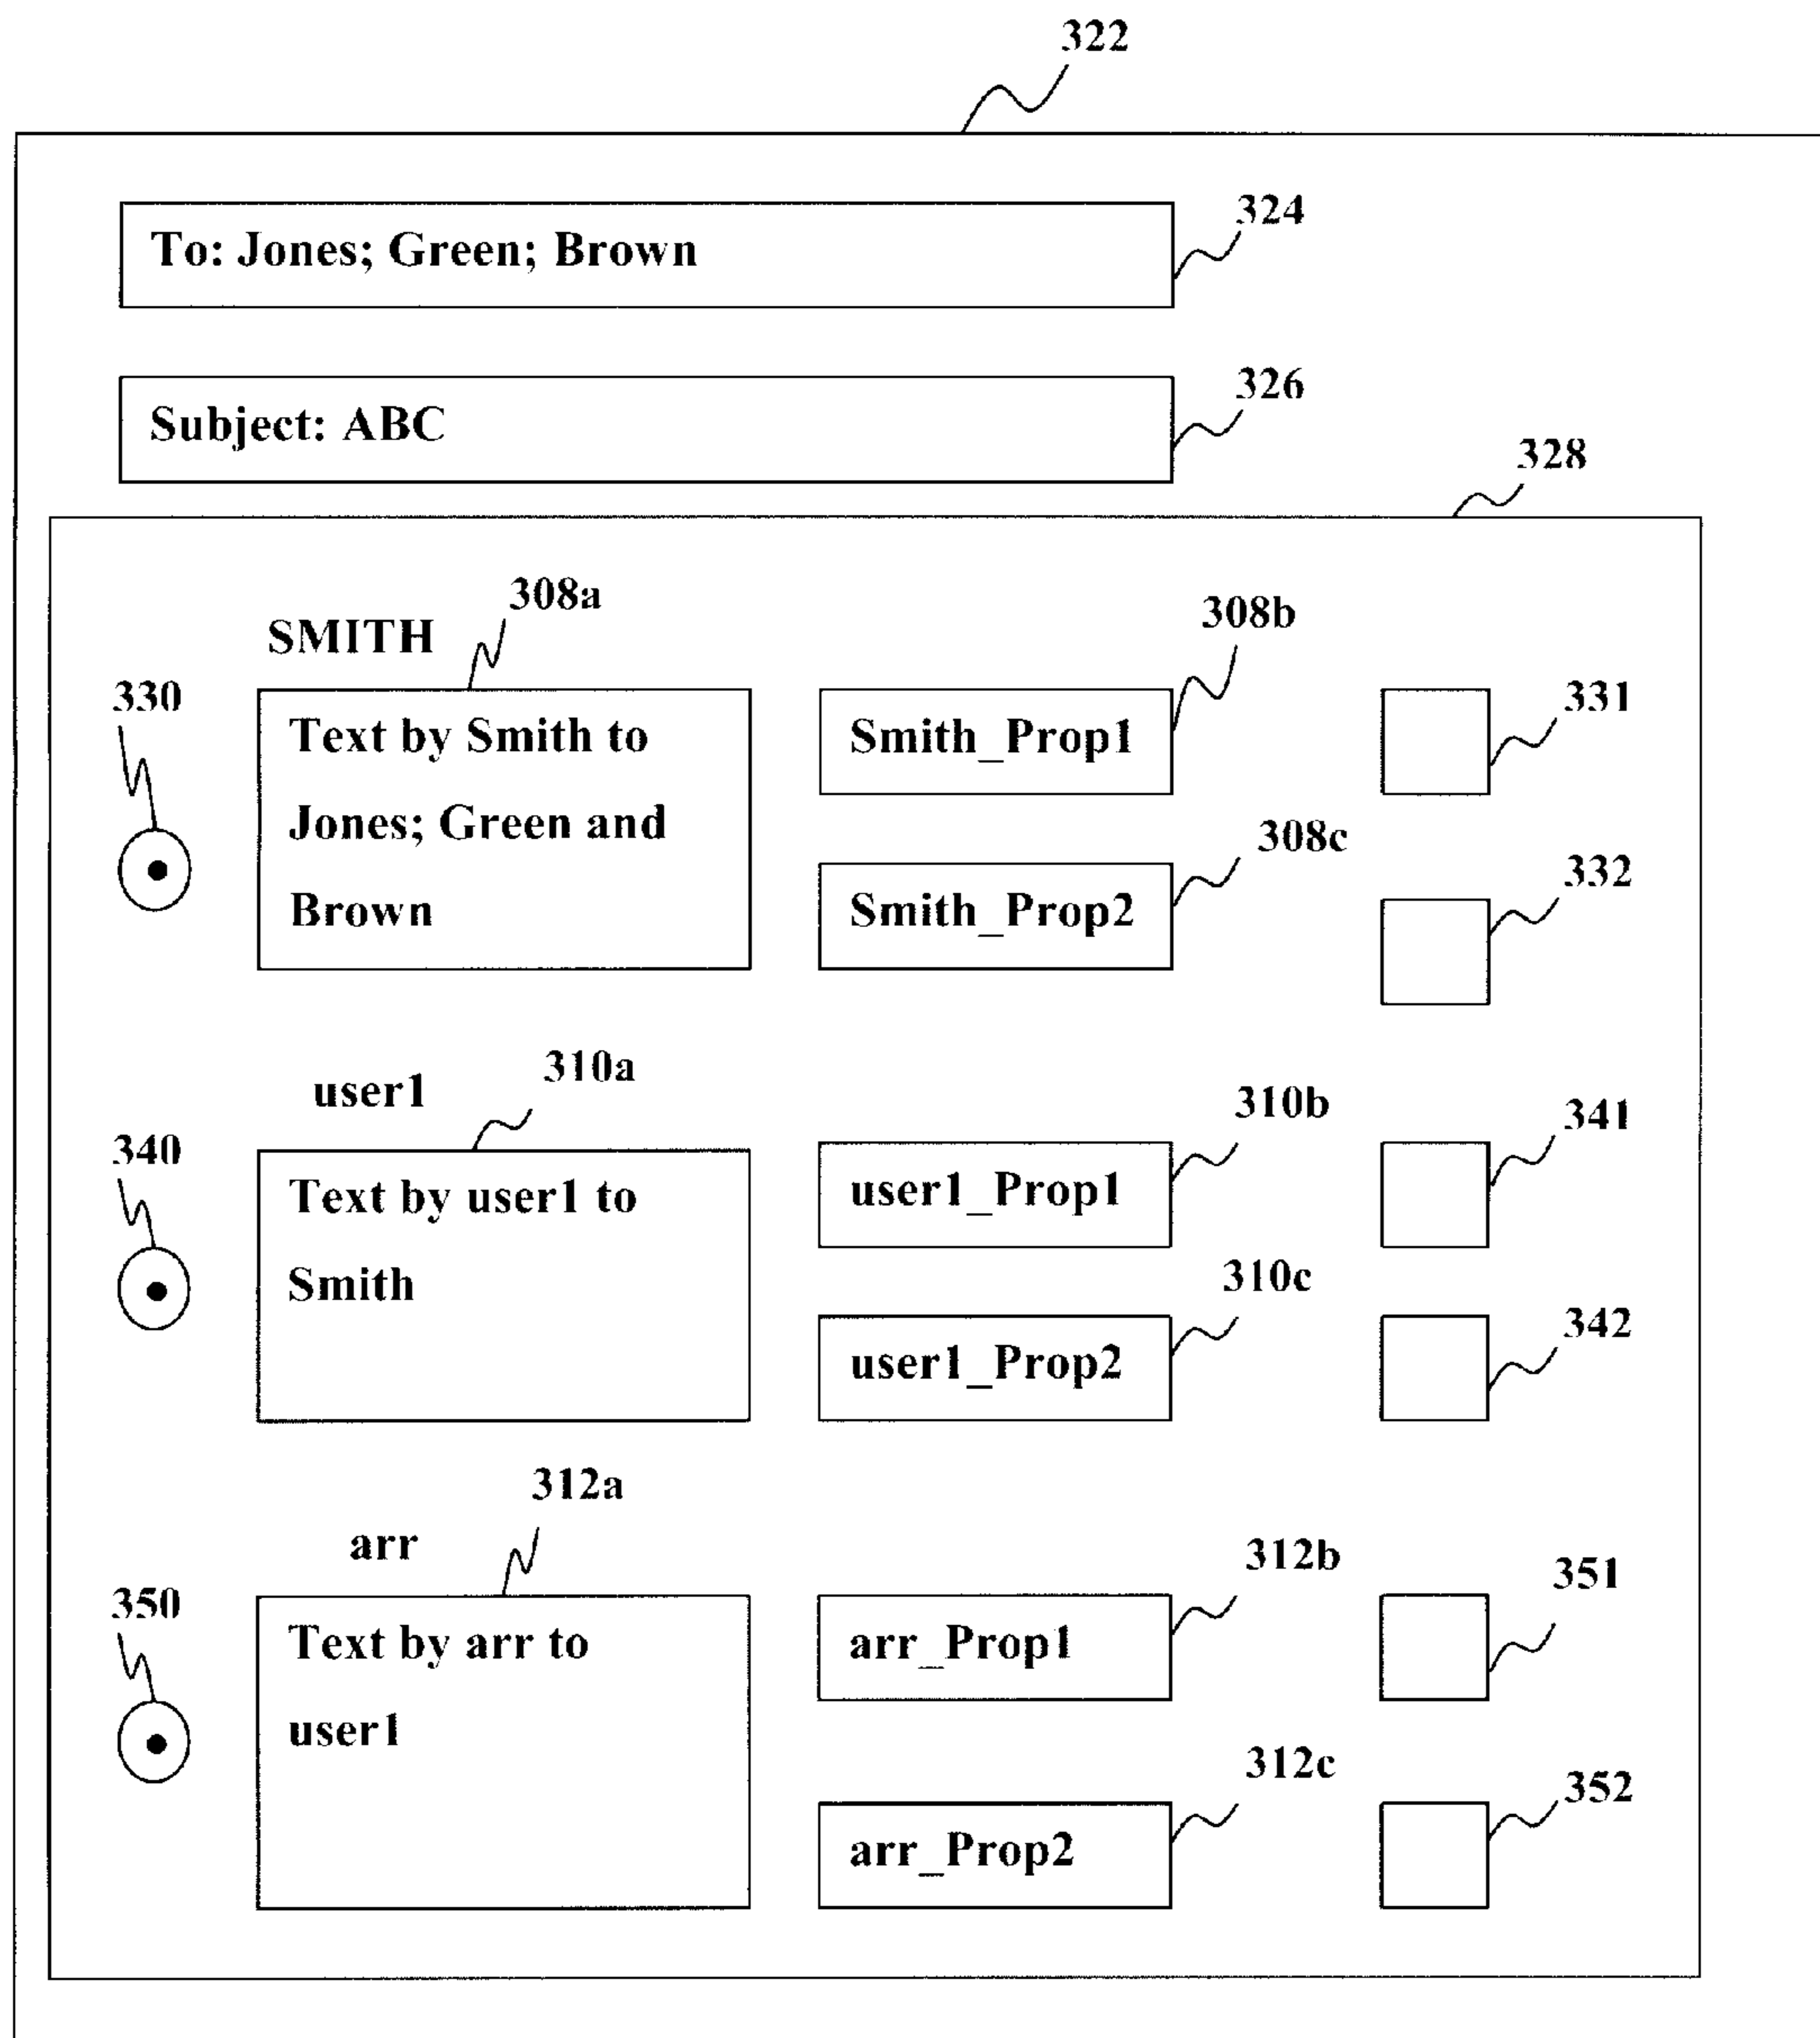 322
To: Jones; Green; Brown
324
Subject: ABC
326
328
SMITH
308a
308b
330
Text by Smith to
Jones; Green and
Brown
Smith_Prop1
331
308c
Smith_Prop2
332
user1
310a
310b
341
340
Text by user1 to
Smith
user1_Prop1
310c
user1_Prop2
342
arr
312a
312b
351
350
Text by arr to
user1
arr_Prop1
312c
arr_Prop2
352